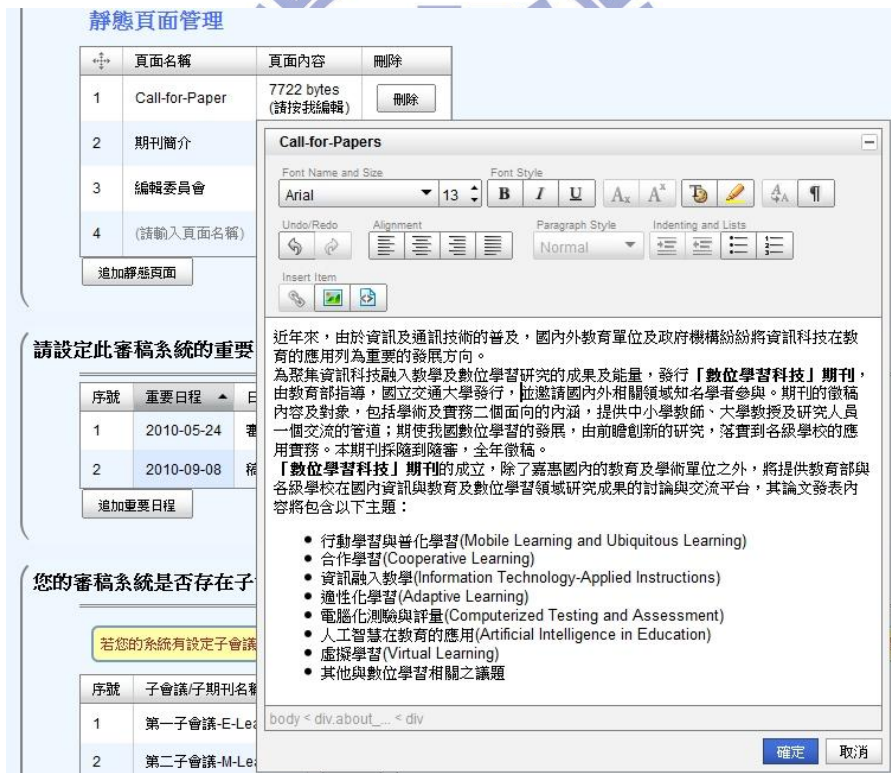 靜態頁面管理
頁面名稱 頁面內容 刪除
1 Call-for-Paper 7722 bytes
(請按我編輯) 刪除
2 期刊簡介
3 編輯委員會
4 (請輸入頁面名稱)
追加靜態頁面
請設定此審稿系統的重要
序號 重要日程
1 2010-05-24
2 2010-09-08
追加重要日程
您的審稿系統是否存在子
若您的系統有設定子會議
序號 子會議/子期刊名稱
1 第一子會議-E-Lea
2 第二子會議-M-Lea
Call-for-Papers
Font Name and Size Font Style
Arial 13 B I U
Undo/Redo Alignment Paragraph Style Indenting and Lists
Normal
Insert Item
近年來，由於資訊及通訊技術的普及，國內外教育單位及政府機構紛紛將資訊科技在教
育的應用列為重要的發展方向。
為聚集資訊科技融入教學及數位學習研究的成果及能量，發行「數位學習科技」期刊，
由教育部指導，國立交通大學發行，並邀請國內外相關領域知名學者參與。期刊的徵稿
內容及對象，包括學術及實務二個面向的內涵，提供中小學教師、大學教授及研究人員
一個交流的管道；期使我國數位學習的發展，由前瞻創新的研究，落實到各級學校的應
用實務。本期刊採隨到隨審，全年徵稿。
「數位學習科技」期刊的成立，除了嘉惠國內的教育及學術單位之外，將提供教育部與
各級學校在國內資訊與教育及數位學習領域研究成果的討論與交流平台，其論文發表內
容將包含以下主題：
• 行動學習與普化學習(Mobile Learning and Ubiquitous Learning)
• 合作學習(Cooperative Learning)
• 資訊融入教學(Information Technology-Applied Instructions)
• 適性化學習(Adaptive Learning)
• 電腦化測驗與評量(Computerized Testing and Assessment)
• 人工智慧在教育的應用(Artificial Intelligence in Education)
• 虛擬學習(Virtual Learning)
• 其他與數位學習相關之議題
body < div.about_... < div
確定 取消